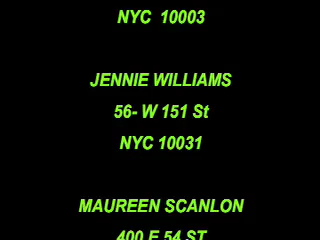 NYC 10003
JENNIE WILLIAMS
56- W 151 St
NYC 10031
MAUREEN SCANLON
400 E 54 ST